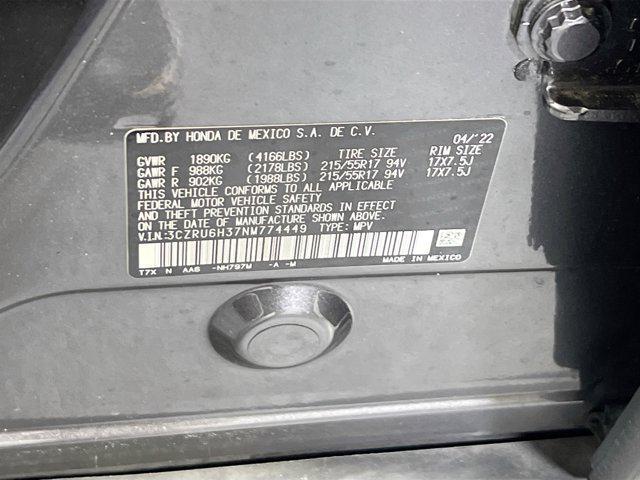 MFD.BY HONDA DE MEXICO S.A. DE C.V. 04/'22
GVWR 1890KG (4166LBS) TIRE SIZE RIM SIZE
GAWR F 988KG (2178LBS) 215/55R17 94V 17X7.5J
GAWR R 902KG (1988LBS) 215/55R17 94V 17X7.5J
THIS VEHICLE CONFORMS TO ALL APPLICABLE
FEDERAL MOTOR VEHICLE SAFETY
AND THEFT PREVENTION STANDARDS IN EFFECT
ON THE DATE OF MANUFACTURE SHOWN ABOVE.
V.I.N:3CZRU6H37NM774449 TYPE: MPV
T7X N AA6 -NH797M -A -M MADE IN MEXICO